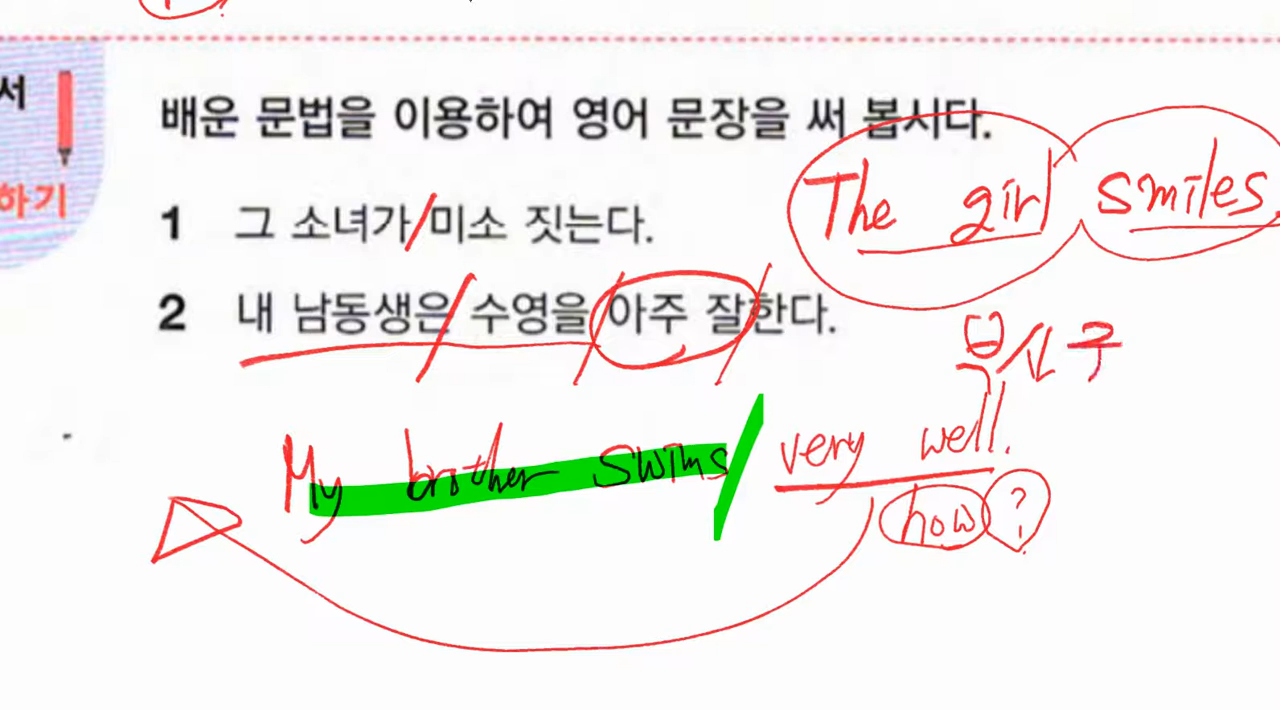 서
하기
배운 문법을 이용하여 영어 문장을 써 봅시다.
1 그 소녀가/미소 짓는다.
The girl smiles.
2 내 남동생은/수영을/아주 잘/한다.
부사구
My brother swims/very well.
how?